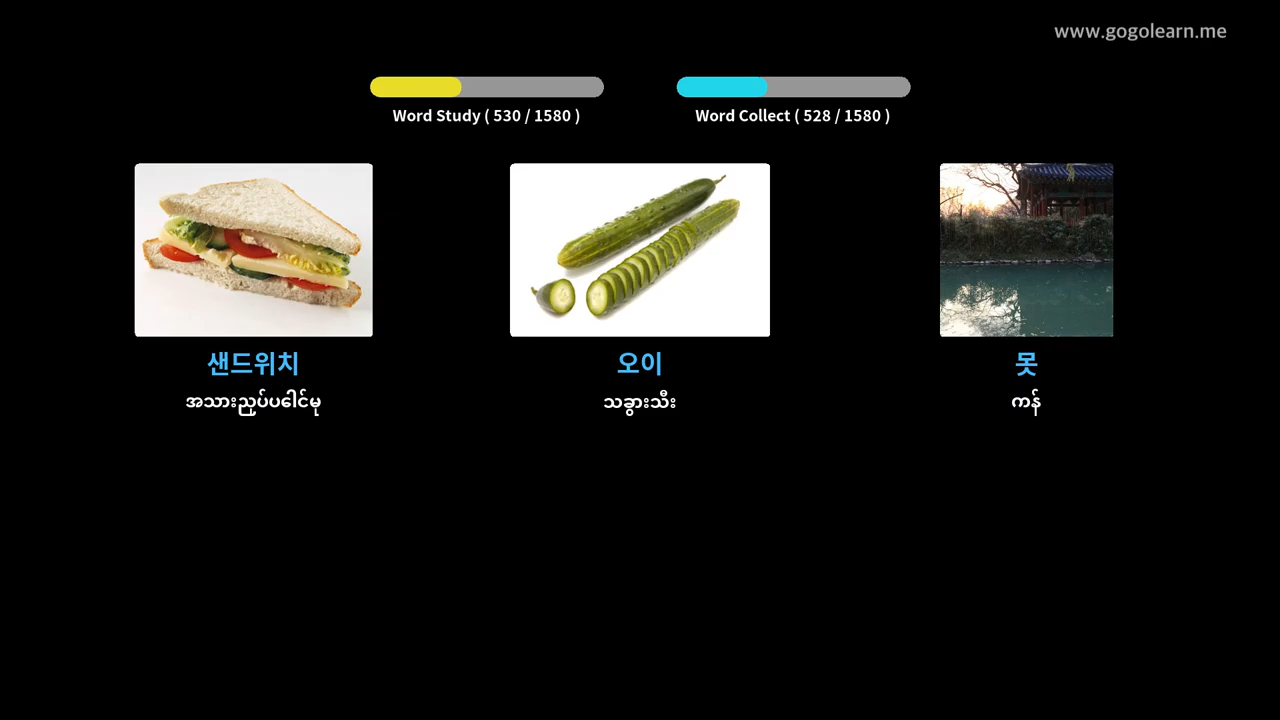 www.gogolearn.me
Word Study ( 530 / 1580 )
Word Collect ( 528 / 1580 )
샌드위치
오이
못
အသားညှပ်ပေါင်မု
သခွားသီး
ကန်